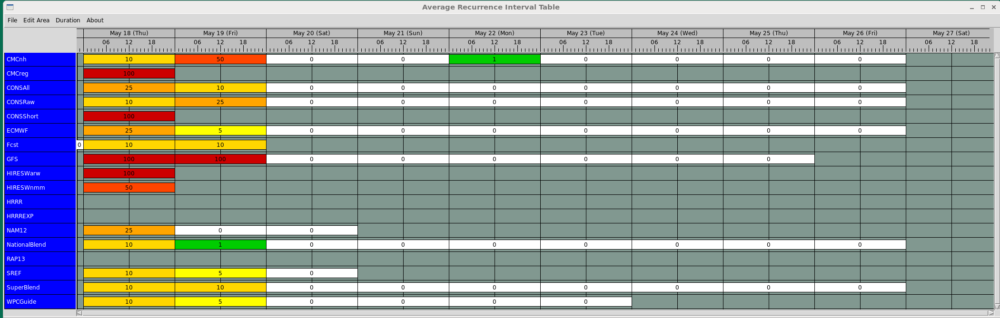 Average Recurrence Interval Table
File Edit Area Duration About
May 18 (Thu) May 19 (Fri) May 20 (Sat) May 21 (Sun) May 22 (Mon) May 23 (Tue) May 24 (Wed) May 25 (Thu) May 26 (Fri) May 27 (Sat)
06 12 18 06 12 18 06 12 18 06 12 18 06 12 18 06 12 18 06 12 18 06 12 18 06 12 18 06 12 18
CMCnh 10 50 0 0 1 0 0 0 0
CMCreg 100
CONSAll 25 10 0 0 0 0 0 0 0
CONSRaw 10 25 0 0 0 0 0 0 0
CONSShort 100
ECMWF 25 5 0 0 0 0 0 0 0
Fcst 0 10 10
GFS 100 100 0 0 0 0 0 0
HIRESWarw 100
HIRESWnmm 50
HRRR
HRRREXP
NAM12 25 0 0
NationalBlend 10 1 0 0 0 0 0 0 0
RAP13
SREF 10 5 0
SuperBlend 10 10 0 0 0 0 0 0 0
WPCGuide 10 5 0 0 0 0